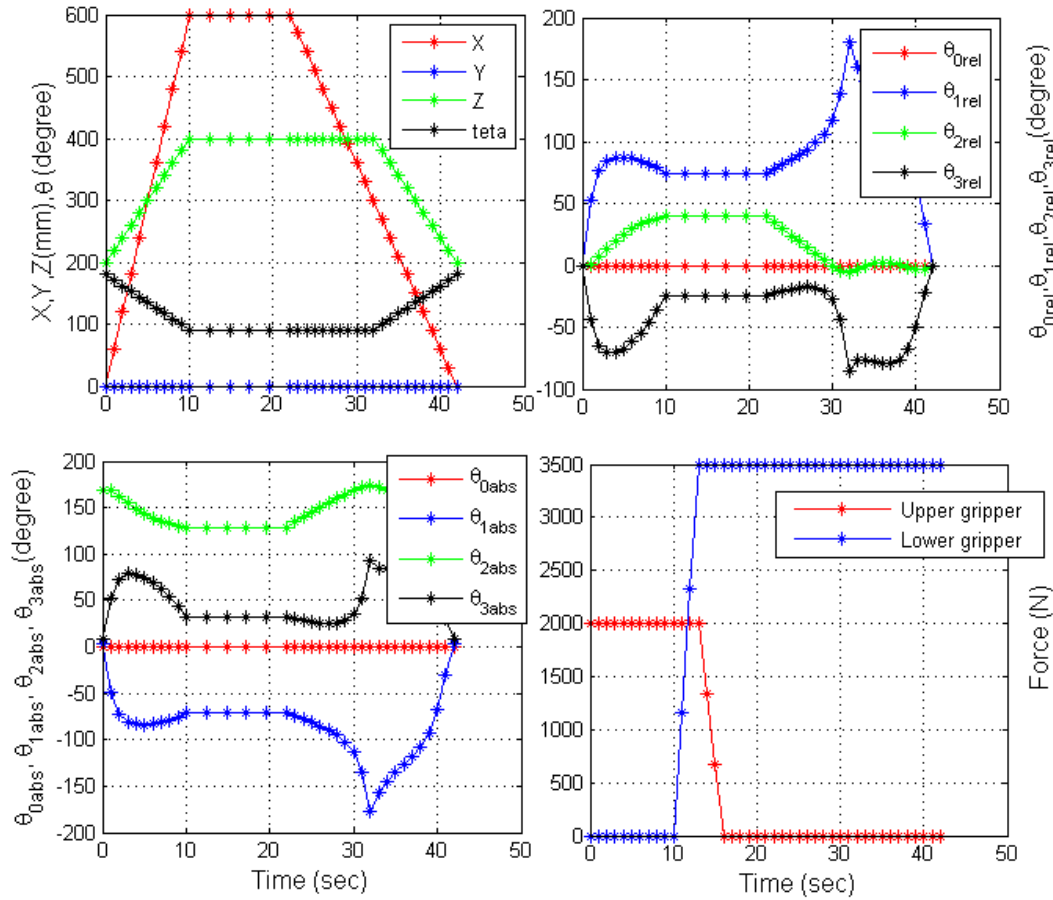 X,Y,Z(mm),θ (degree)
600
500
400
300
200
100
0
0 10 20 30 40 50
X
Y
Z
teta
200
150
100
50
0
-50
-100
0 10 20 30 40 50
θ0rel
θ1rel
θ2rel
θ3rel
θ0rel,θ1rel,θ2rel,θ3rel(degree)
θ0abs, θ1abs, θ2abs, θ3abs(degree)
200
150
100
50
0
-50
-100
-150
-200
0 10 20 30 40 50
Time (sec)
θ0abs
θ1abs
θ2abs
θ3abs
3500
3000
2500
2000
1500
1000
500
0
0 10 20 30 40 50
Time (sec)
Upper gripper
Lower gripper
Force (N)